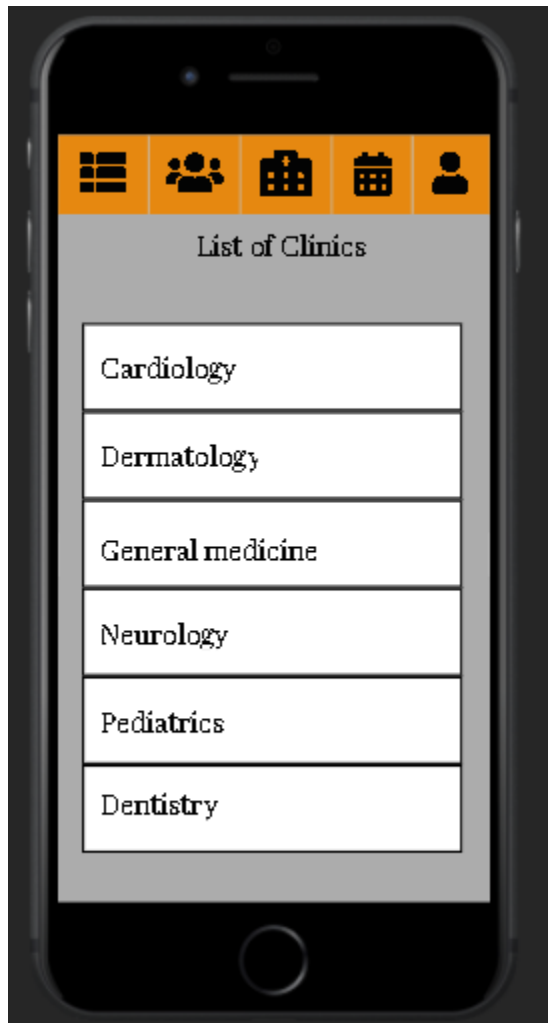 List of Clinics
Cardiology
Dermatology
General medicine
Neurology
Pediatrics
Dentistry